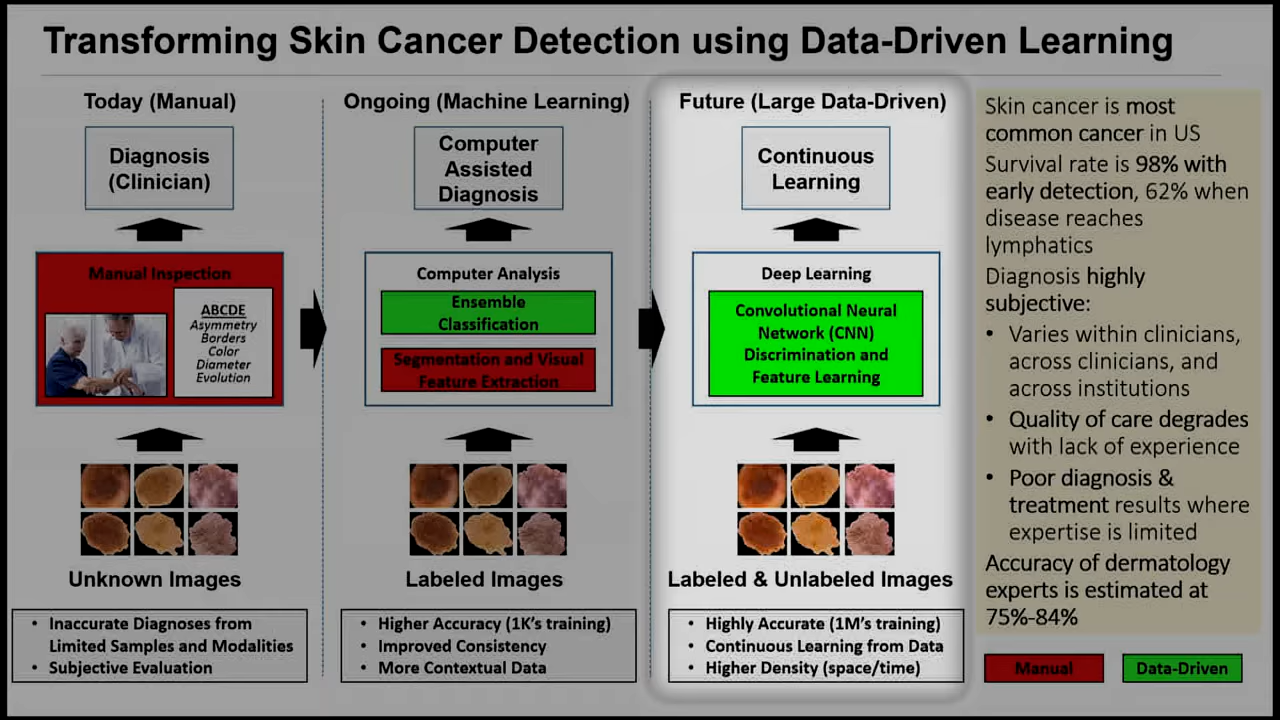 Transforming Skin Cancer Detection using Data-Driven Learning
Today (Manual)
Diagnosis
(Clinician)
Manual Inspection
ABCDE
Asymmetry
Borders
Color
Diameter
Evolution
Unknown Images
• Inaccurate Diagnoses from
Limited Samples and Modalities
• Subjective Evaluation
Ongoing (Machine Learning)
Computer
Assisted
Diagnosis
Computer Analysis
Ensemble
Classification
Segmentation and Visual
Feature Extraction
Labeled Images
• Higher Accuracy (1K's training)
• Improved Consistency
• More Contextual Data
Future (Large Data-Driven)
Continuous
Learning
Deep Learning
Convolutional Neural
Network (CNN)
Discrimination and
Feature Learning
Labeled & Unlabeled Images
• Highly Accurate (1M's training)
• Continuous Learning from Data
• Higher Density (space/time)
Skin cancer is most
common cancer in US
Survival rate is 98% with
early detection, 62% when
disease reaches
lymphatics
Diagnosis highly
subjective:
• Varies within clinicians,
across clinicians, and
across institutions
• Quality of care degrades
with lack of experience
• Poor diagnosis &
treatment results where
expertise is limited
Accuracy of dermatology
experts is estimated at
75%-84%
Manual
Data-Driven